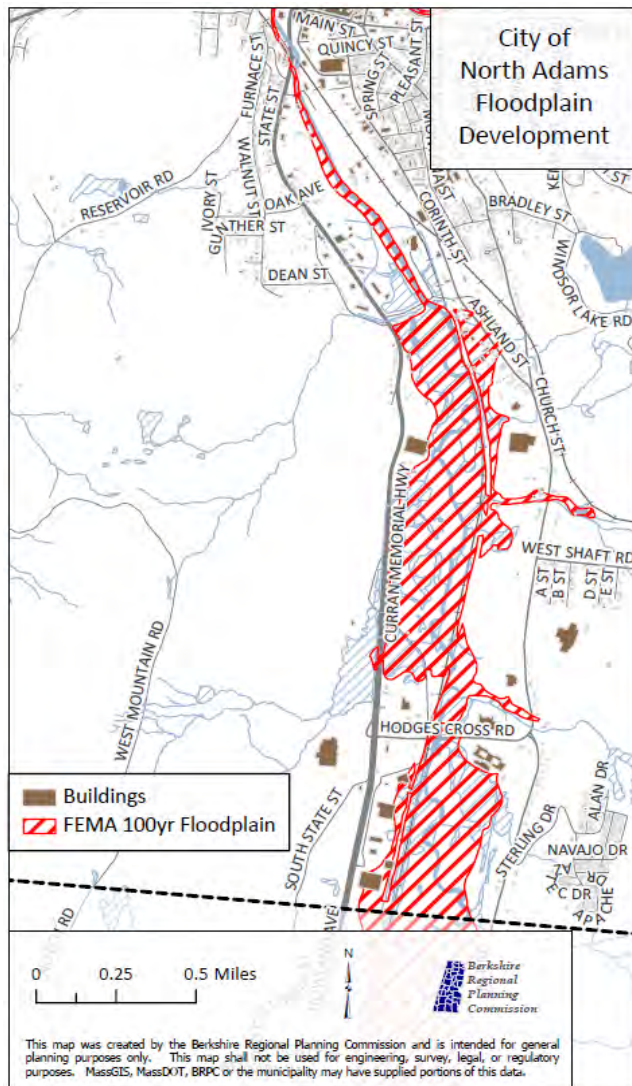 City of
North Adams
Floodplain
Development
MAIN ST
QUINCY ST
PLEASANT ST
SPRING ST
FURNACE ST
STATE ST
WALNUT ST
RESERVOIR RD
IVORY ST
OAK AVE
GUNTHER ST
DEAN ST
CORINTH ST
BRADLEY ST
WINDSOR LAKE RD
ASHLAND ST
CHURCH ST
CURRAN MEMORIAL HWY
WEST SHAFT RD
A ST
B ST
D ST
E ST
WEST MOUNTAIN RD
HODGES CROSS RD
SOUTH STATE ST
STERLING DR
ALAN DR
NAVAJO DR
C DR
Buildings
FEMA 100yr Floodplain
0 0.25 0.5 Miles
N
Berkshire
Regional
Planning
Commission
This map was created by the Berkshire Regional Planning Commission and is intended for general
planning purposes only. This map shall not be used for engineering, survey, legal, or regulatory
purposes. MassGIS, MassDOT, BRPC or the municipality may have supplied portions of this data.